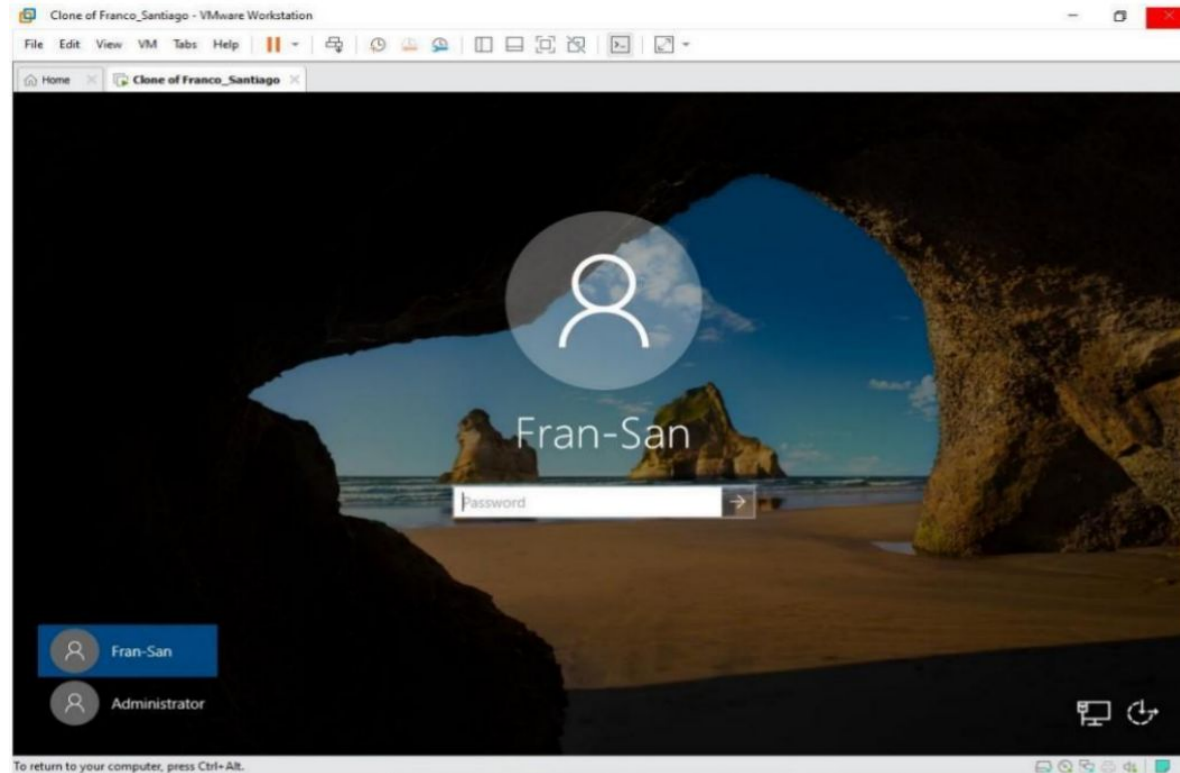 Clone of Franco_Santiago - VMware Workstation
File Edit View VM Tabs Help
Home Clone of Franco_Santiago
Fran-San
Password
Fran-San
Administrator
To return to your computer, press Ctrl+Alt.